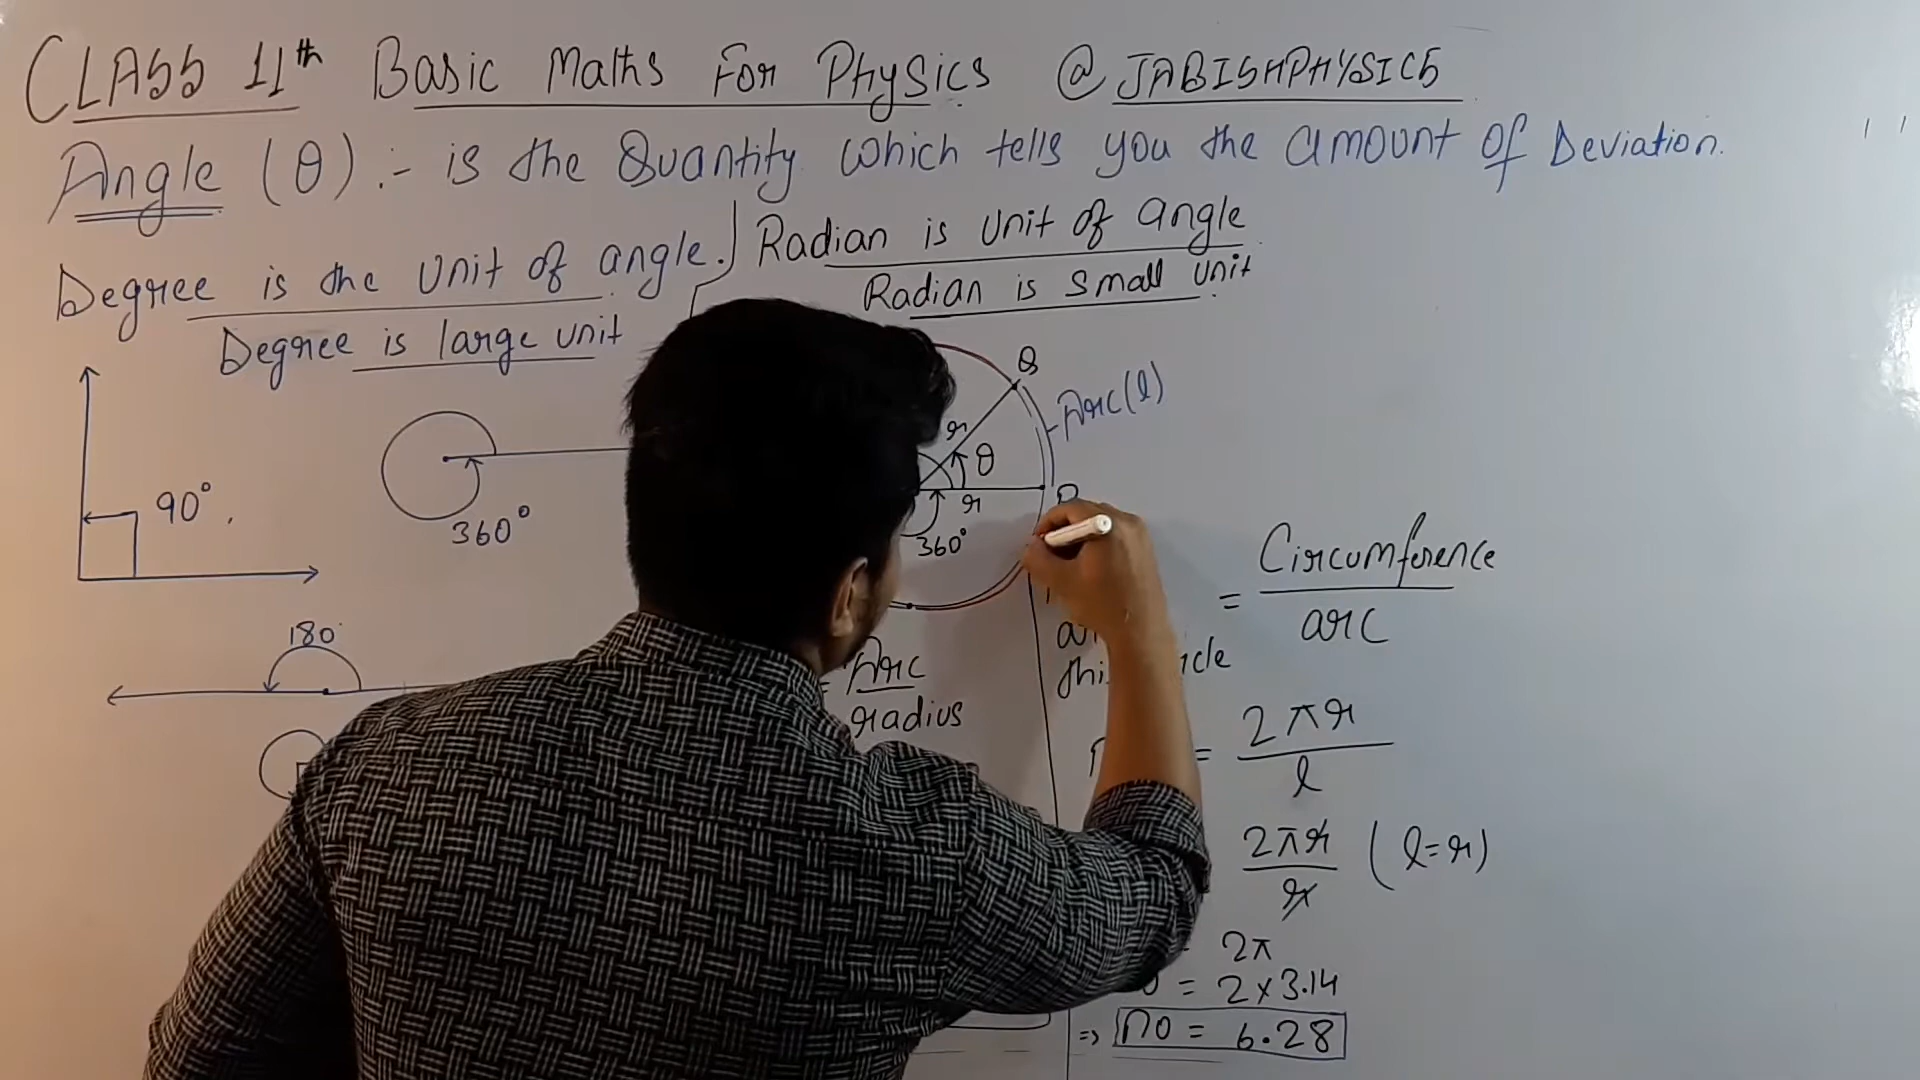 CLASS 11th Basic Maths For Physics @JABISHPHYSICS
Angle (θ) :- is the Quantity which tells you the amount of Deviation.
Degree is the unit of angle.
Degree is large unit
Radian is unit of angle
Radian is small unit
90°
360°
180
Q
Arc(l)
r
θ
r
360°
Arc
radius
= Circumference
arc
= 2πr
l
2πr (l=r)
r
2π
= 2×3.14
=> no = 6.28